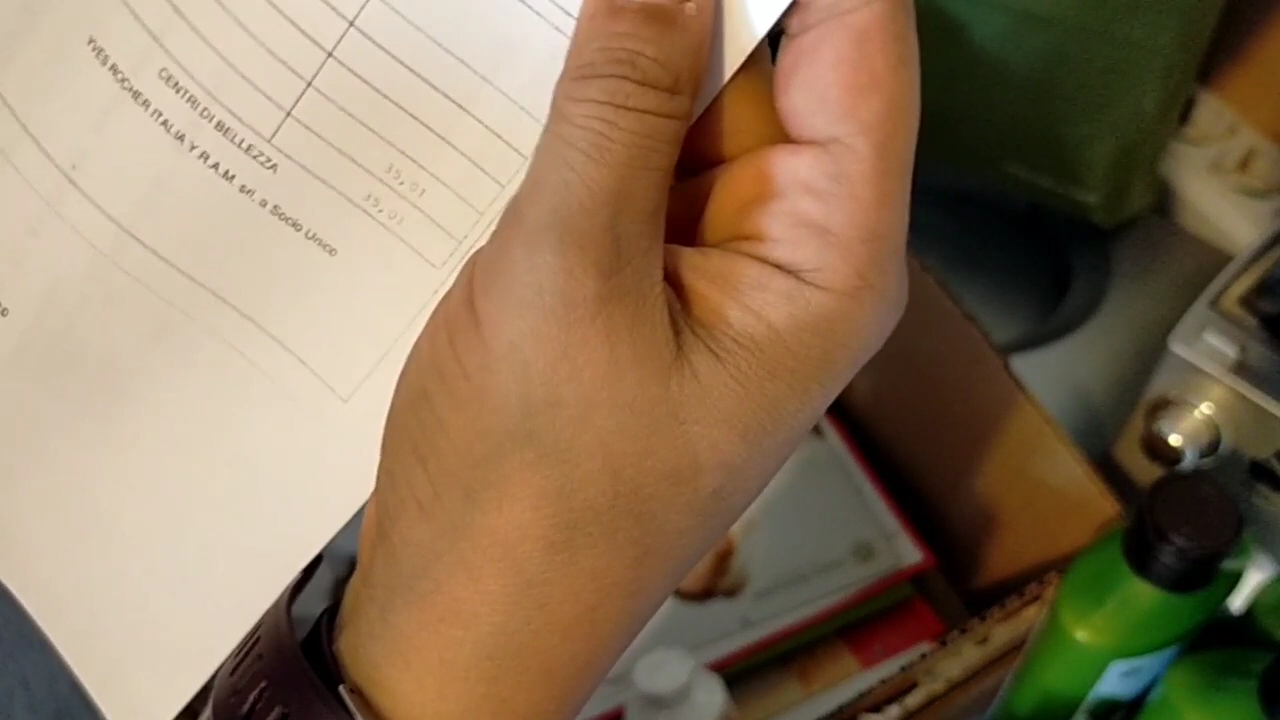 35,01
35,01
CENTRI DI BELLEZZA
YVES ROCHER ITALIA Y R.A.M. srl. a Socio Unico